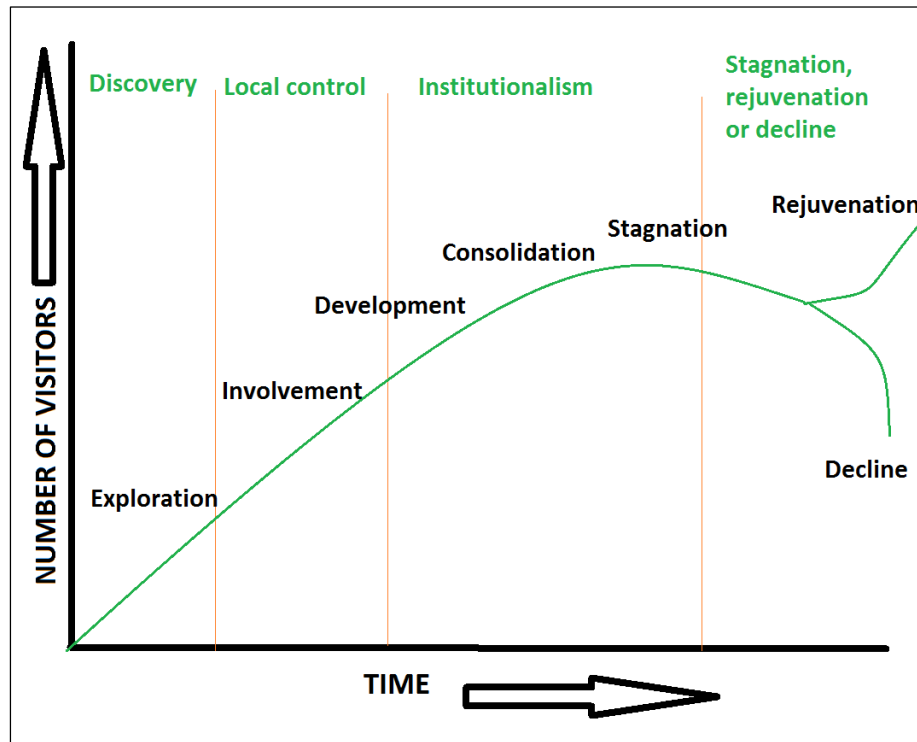 Discovery
Local control
Institutionalism
Stagnation,
rejuvenation
or decline
Rejuvenation
Stagnation
Consolidation
Development
Involvement
Exploration
Decline
NUMBER OF VISITORS
TIME